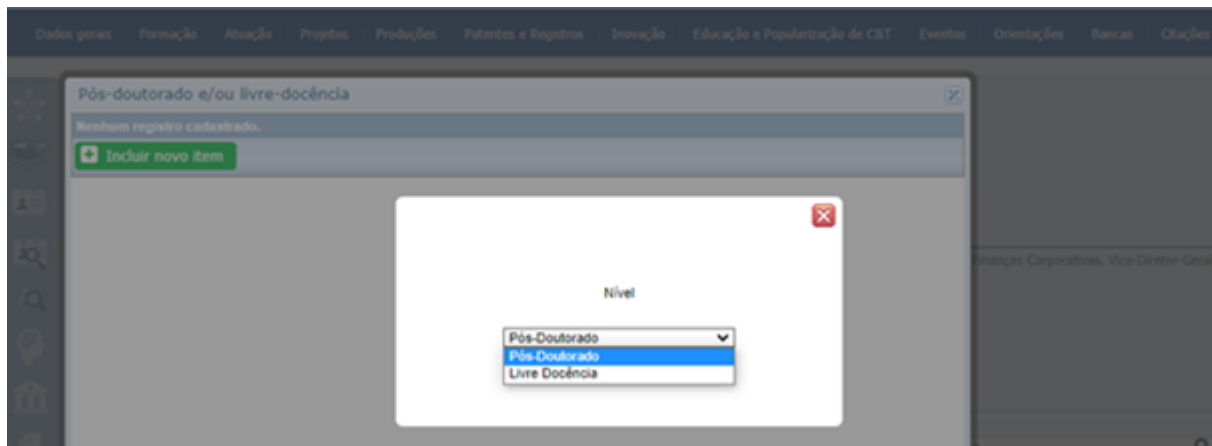 Dados gerais Formação Atuação Projetos Produções Patentes e Registros Inovação Educação e Popularização de C&T Eventos Orientações Bancas Citações
Pós-doutorado e/ou livre-docência
Nenhum registro cadastrado.
Incluir novo item
Finanças Corporativas. Vice-Diretor-Geral
Nível
Pós-Doutorado
Pós-Doutorado
Livre Docência